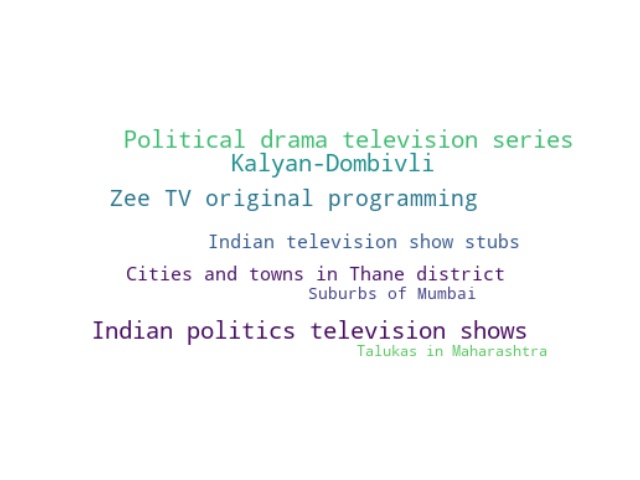 Political drama television series
Kalyan-Dombivli
Zee TV original programming
Indian television show stubs
Cities and towns in Thane district
Suburbs of Mumbai
Indian politics television shows
Talukas in Maharashtra